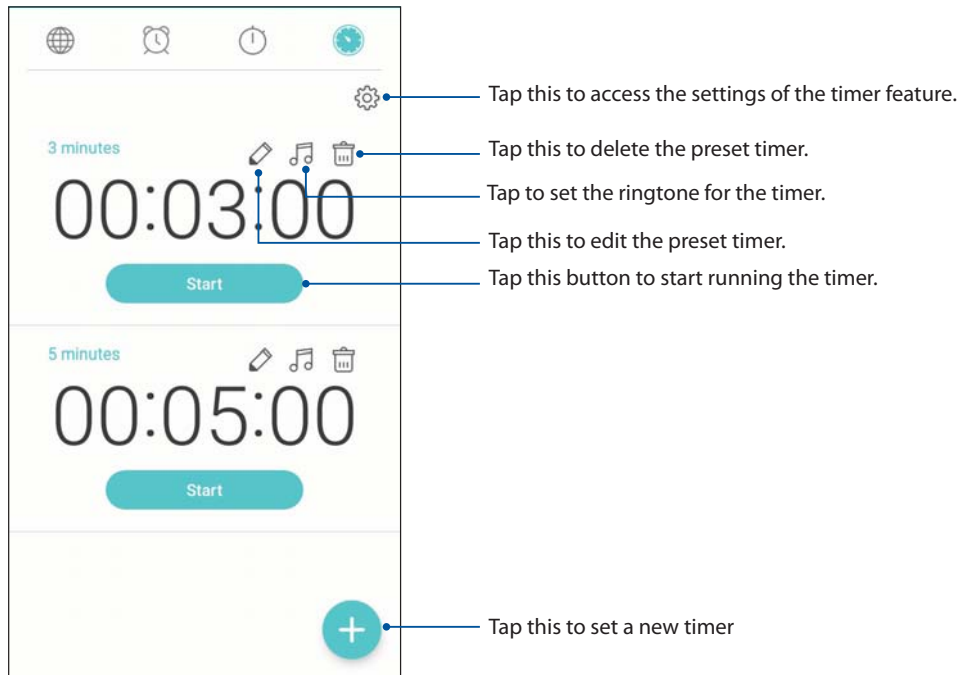 Tap this to access the settings of the timer feature.
3 minutes
Tap this to delete the preset timer.
Tap to set the ringtone for the timer.
00:03:00
Tap this to edit the preset timer.
Start
Tap this button to start running the timer.
5 minutes
00:05:00
Start
Tap this to set a new timer